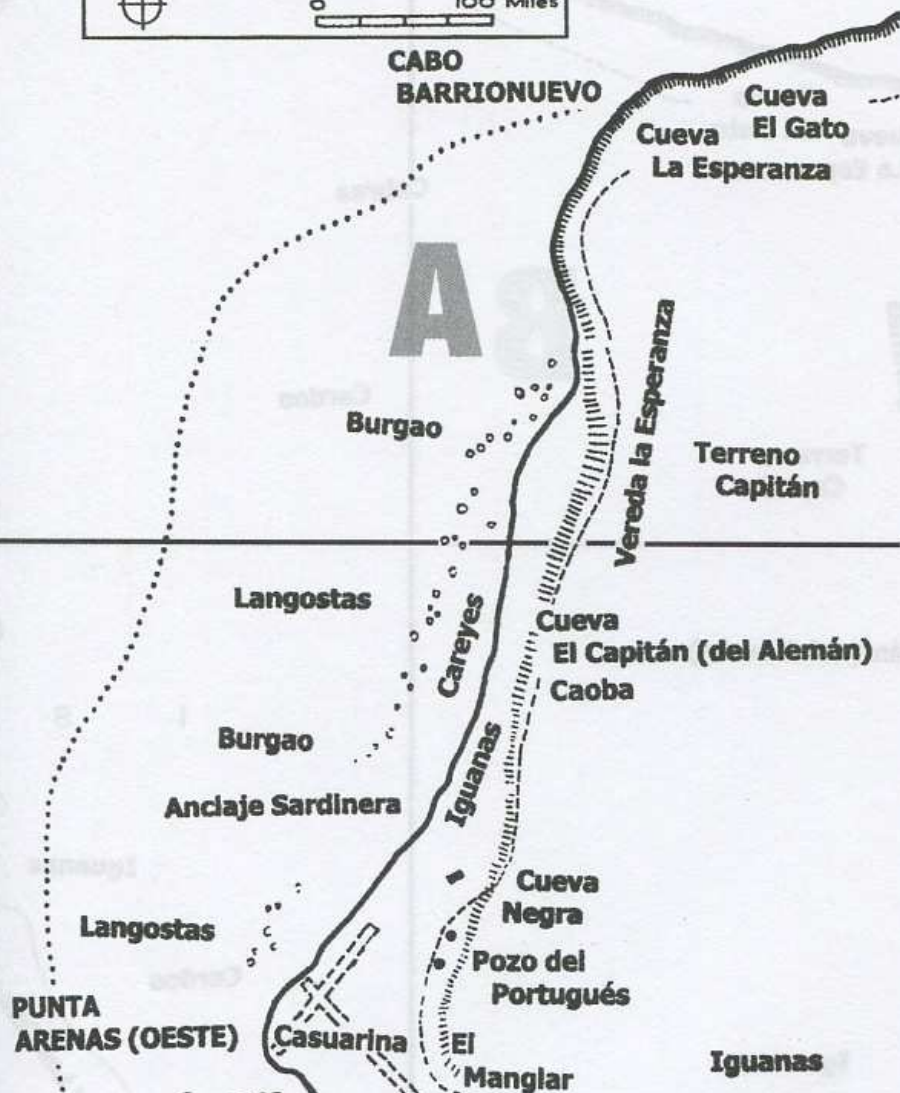 0
100 Miles
CABO
BARRIONUEVO
Cueva
El Gato
Cueva
La Esperanza
A
Vereda la Esperanza
Burgao
Terreno
Capitán
Langostas
Careyes
Cueva
El Capitán (del Alemán)
Caoba
Burgao
Iguanas
Anclaje Sardinera
Cueva
Negra
Langostas
Pozo del
Portugués
PUNTA
ARENAS (OESTE)
Casuarina
El
Manglar
Iguanas